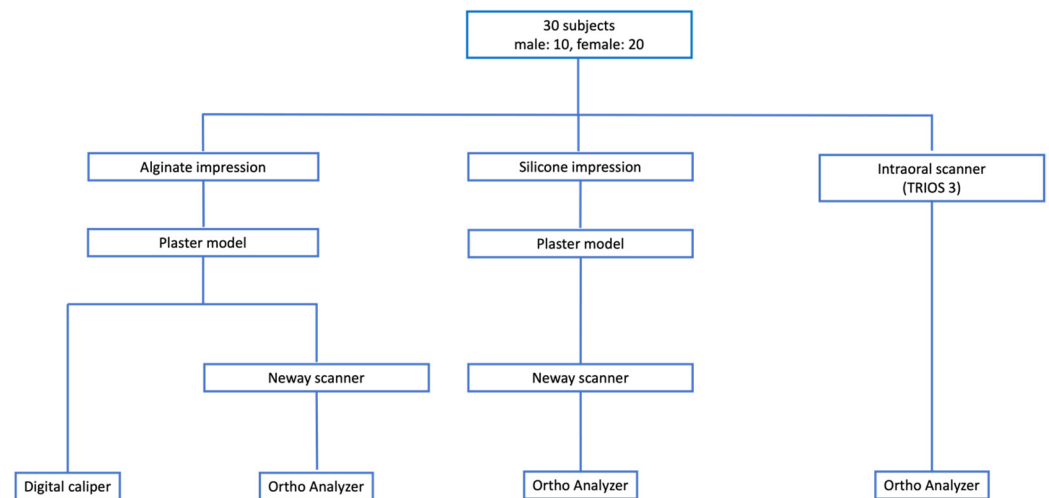 30 subjects
male: 10, female: 20
Alginate impression
Silicone impression
Intraoral scanner
(TRIOS 3)
Plaster model
Plaster model
Neway scanner
Neway scanner
Digital caliper
Ortho Analyzer
Ortho Analyzer
Ortho Analyzer